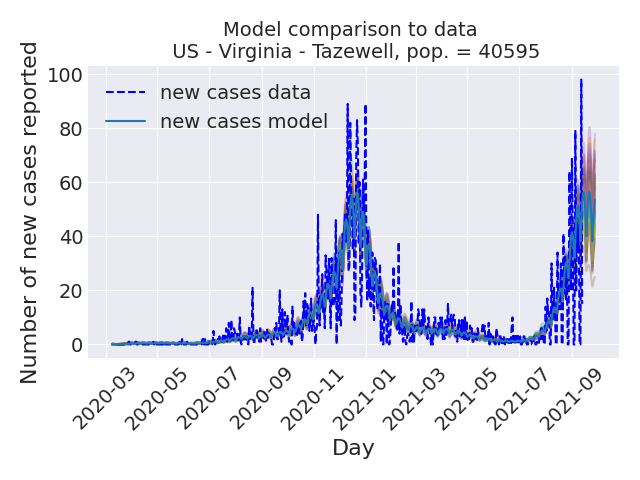 Model comparison to data
US - Virginia - Tazewell, pop. = 40595
Number of new cases reported
100
80
60
40
20
0
new cases data
new cases model
2020-03
2020-05
2020-07
2020-09
2020-11
2021-01
2021-03
2021-05
2021-07
2021-09
Day